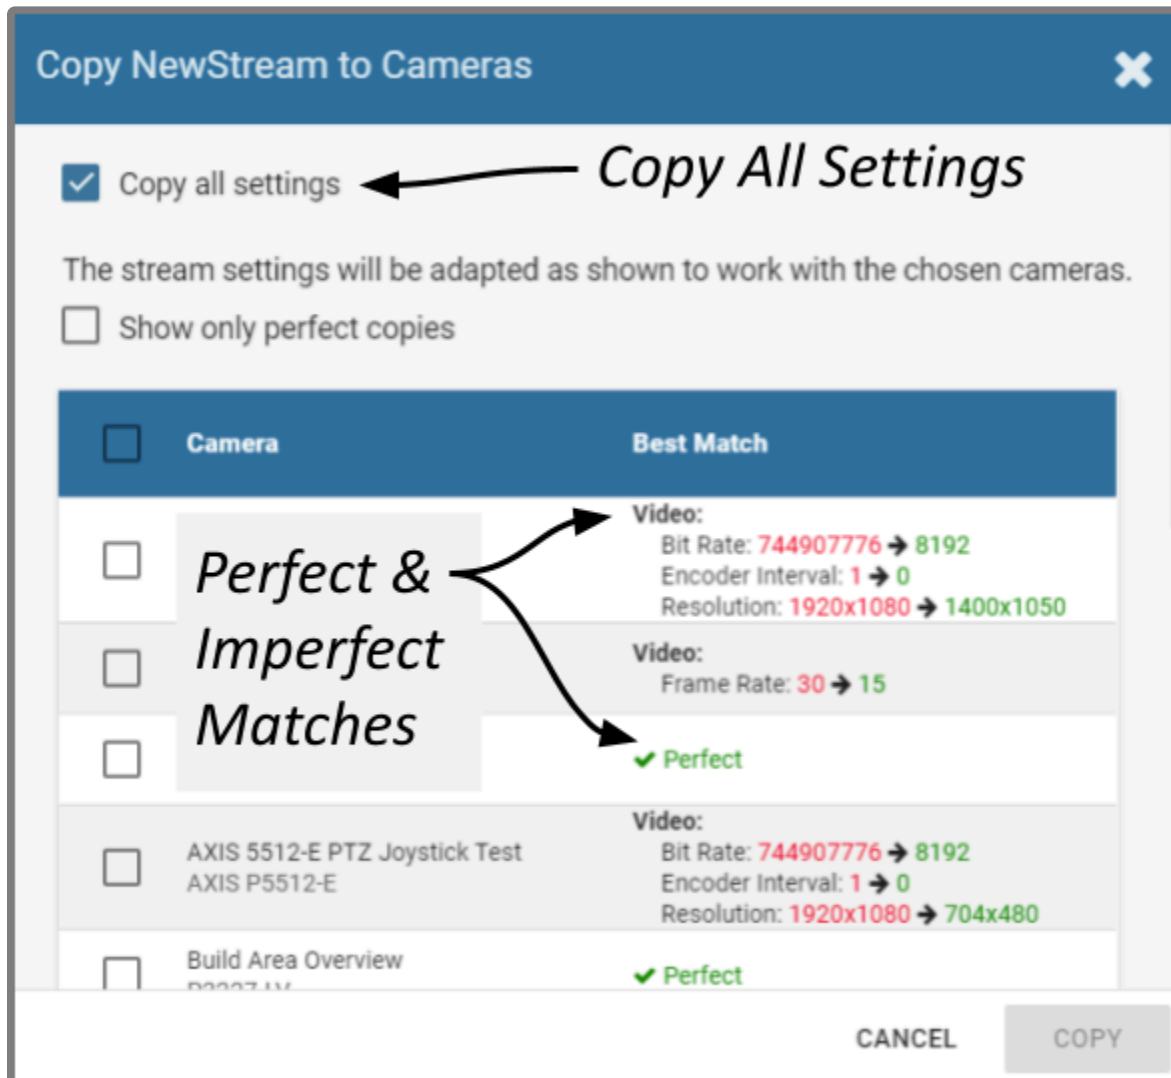 Copy NewStream to Cameras
Copy all settings
Copy All Settings
The stream settings will be adapted as shown to work with the chosen cameras.
Show only perfect copies
Camera Best Match
Perfect &
Imperfect
Matches
Video:
Bit Rate: 744907776 → 8192
Encoder Interval: 1 → 0
Resolution: 1920x1080 → 1400x1050
Video:
Frame Rate: 30 → 15
Perfect
AXIS 5512-E PTZ Joystick Test
AXIS P5512-E
Video:
Bit Rate: 744907776 → 8192
Encoder Interval: 1 → 0
Resolution: 1920x1080 → 704x480
Build Area Overview
Perfect
CANCEL COPY